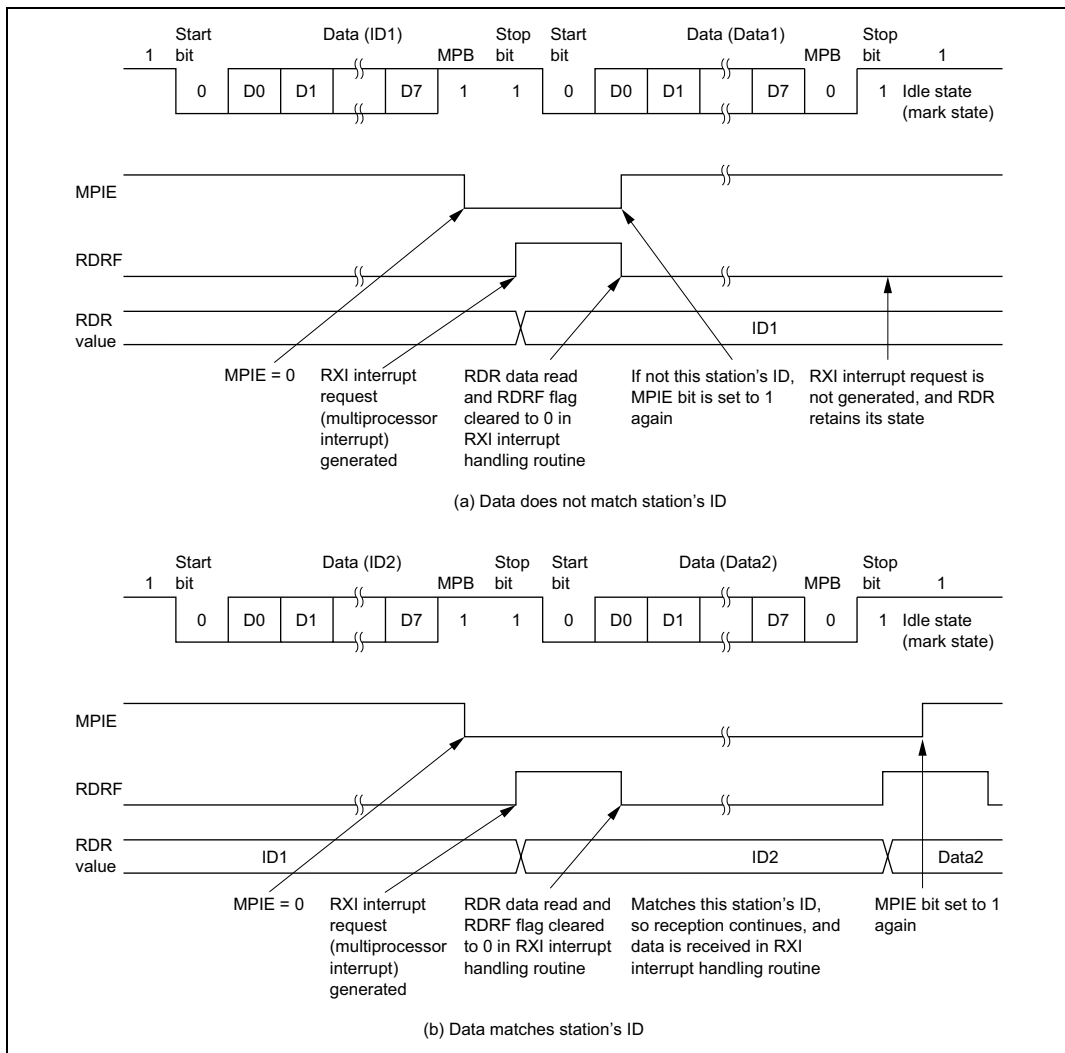 Start bit Data (ID1) Stop bit Start bit Data (Data1) Stop bit
1 MPB MPB 1
0 D0 D1 D7 1 1 0 D0 D1 D7 0 1 Idle state (mark state)
MPIE
RDRF
RDR value
ID1
MPIE = 0
RXI interrupt
request
(multiprocessor
interrupt)
generated
RDR data read
and RDRF flag
cleared to 0 in
RXI interrupt
handling routine
If not this station's ID,
MPIE bit is set to 1
again
RXI interrupt request is
not generated, and RDR
retains its state
(a) Data does not match station's ID
Start bit Data (ID2) Stop bit Start bit Data (Data2) Stop bit
1 MPB MPB 1
0 D0 D1 D7 1 1 0 D0 D1 D7 0 1 Idle state (mark state)
MPIE
RDRF
RDR value
ID1 ID2 Data2
MPIE = 0
RXI interrupt
request
(multiprocessor
interrupt)
generated
RDR data read and
RDRF flag cleared
to 0 in RXI interrupt
handling routine
Matches this station's ID,
so reception continues, and
data is received in RXI
interrupt handling routine
MPIE bit set to 1
again
(b) Data matches station's ID